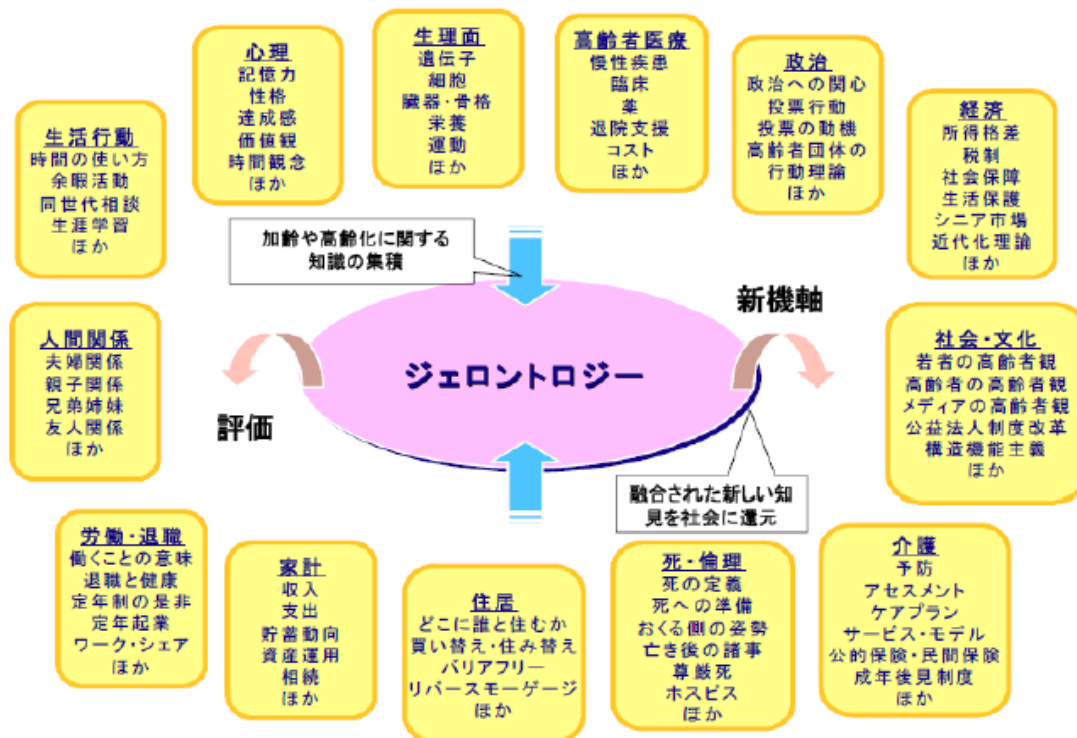 心理
記憶力
性格
達成感
価値観
時間観念
ほか
生理面
遺伝子
細胞
臓器・骨格
栄養
運動
ほか
高齢者医療
慢性疾患
臨床
薬
退院支援
コスト
ほか
政治
政治への関心
投票行動
投票の動機
高齢者団体の
行動理論
ほか
経済
所得格差
税制
社会保障
生活保護
シニア市場
近代化理論
ほか
生活行動
時間の使い方
余暇活動
同世代相談
生涯学習
ほか
加齢や高齢化に関する
知識の集積
人間関係
夫婦関係
親子関係
兄弟姉妹
友人関係
ほか
評価
ジェロントロジー
新機軸
社会・文化
若者の高齢者観
高齢者の高齢者観
メディアの高齢者観
公益法人制度改革
構造機能主義
ほか
融合された新しい知
見を社会に還元
労働・退職
働くことの意味
退職と健康
定年制の是非
定年起業
ワーク・シェア
ほか
家計
収入
支出
貯蓄動向
資産運用
相続
ほか
住居
どこに誰と住むか
買い替え・住み替え
バリアフリー
リバースモーゲージ
ほか
死・倫理
死の定義
死への準備
おくる側の姿勢
亡き後の諸事
尊厳死
ホスピス
ほか
介護
予防
アセスメント
ケアプラン
サービス・モデル
公的保険・民間保険
成年後見制度
ほか